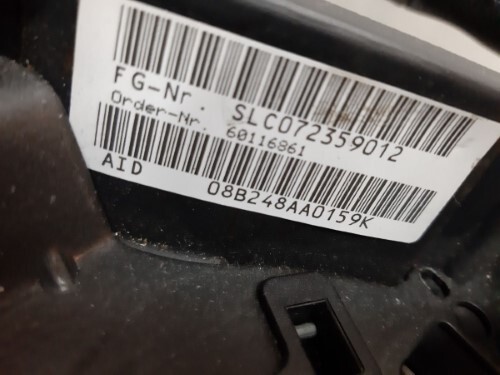 FG-Nr. SLC072359012
Order-Nr. 60116861
AID 08B248AA0159K